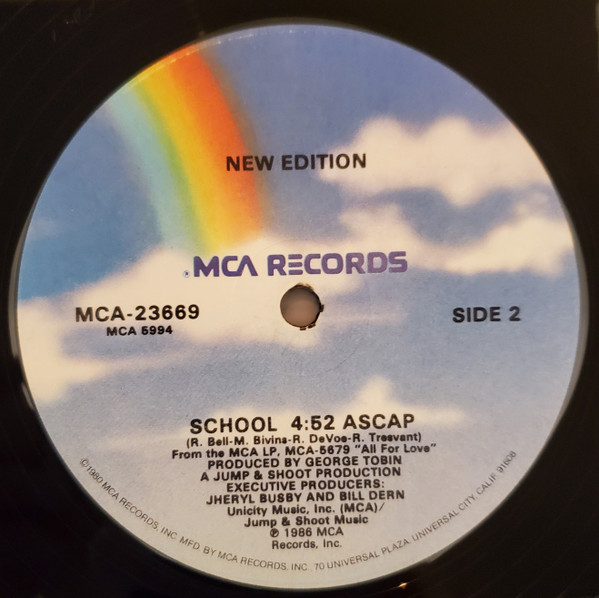 NEW EDITION
MCA RECORDS
MCA-23669
MCA 5994
SIDE 2
SCHOOL 4:52 ASCAP
(R. Bell-M. Bivins-R. DeVoe-R. Tresvant)
From the MCA LP, MCA-5679 "All For Love"
PRODUCED BY GEORGE TOBIN
A JUMP & SHOOT PRODUCTION
EXECUTIVE PRODUCERS:
JHERYL BUSBY AND BILL DERN
Unicity Music, Inc. (MCA)/
Jump & Shoot Music
℗ 1986 MCA
Records, Inc.
©1980 MCA RECORDS, INC. MFD. BY MCA RECORDS, INC. 70 UNIVERSAL PLAZA, UNIVERSAL CITY, CALIF. 91608